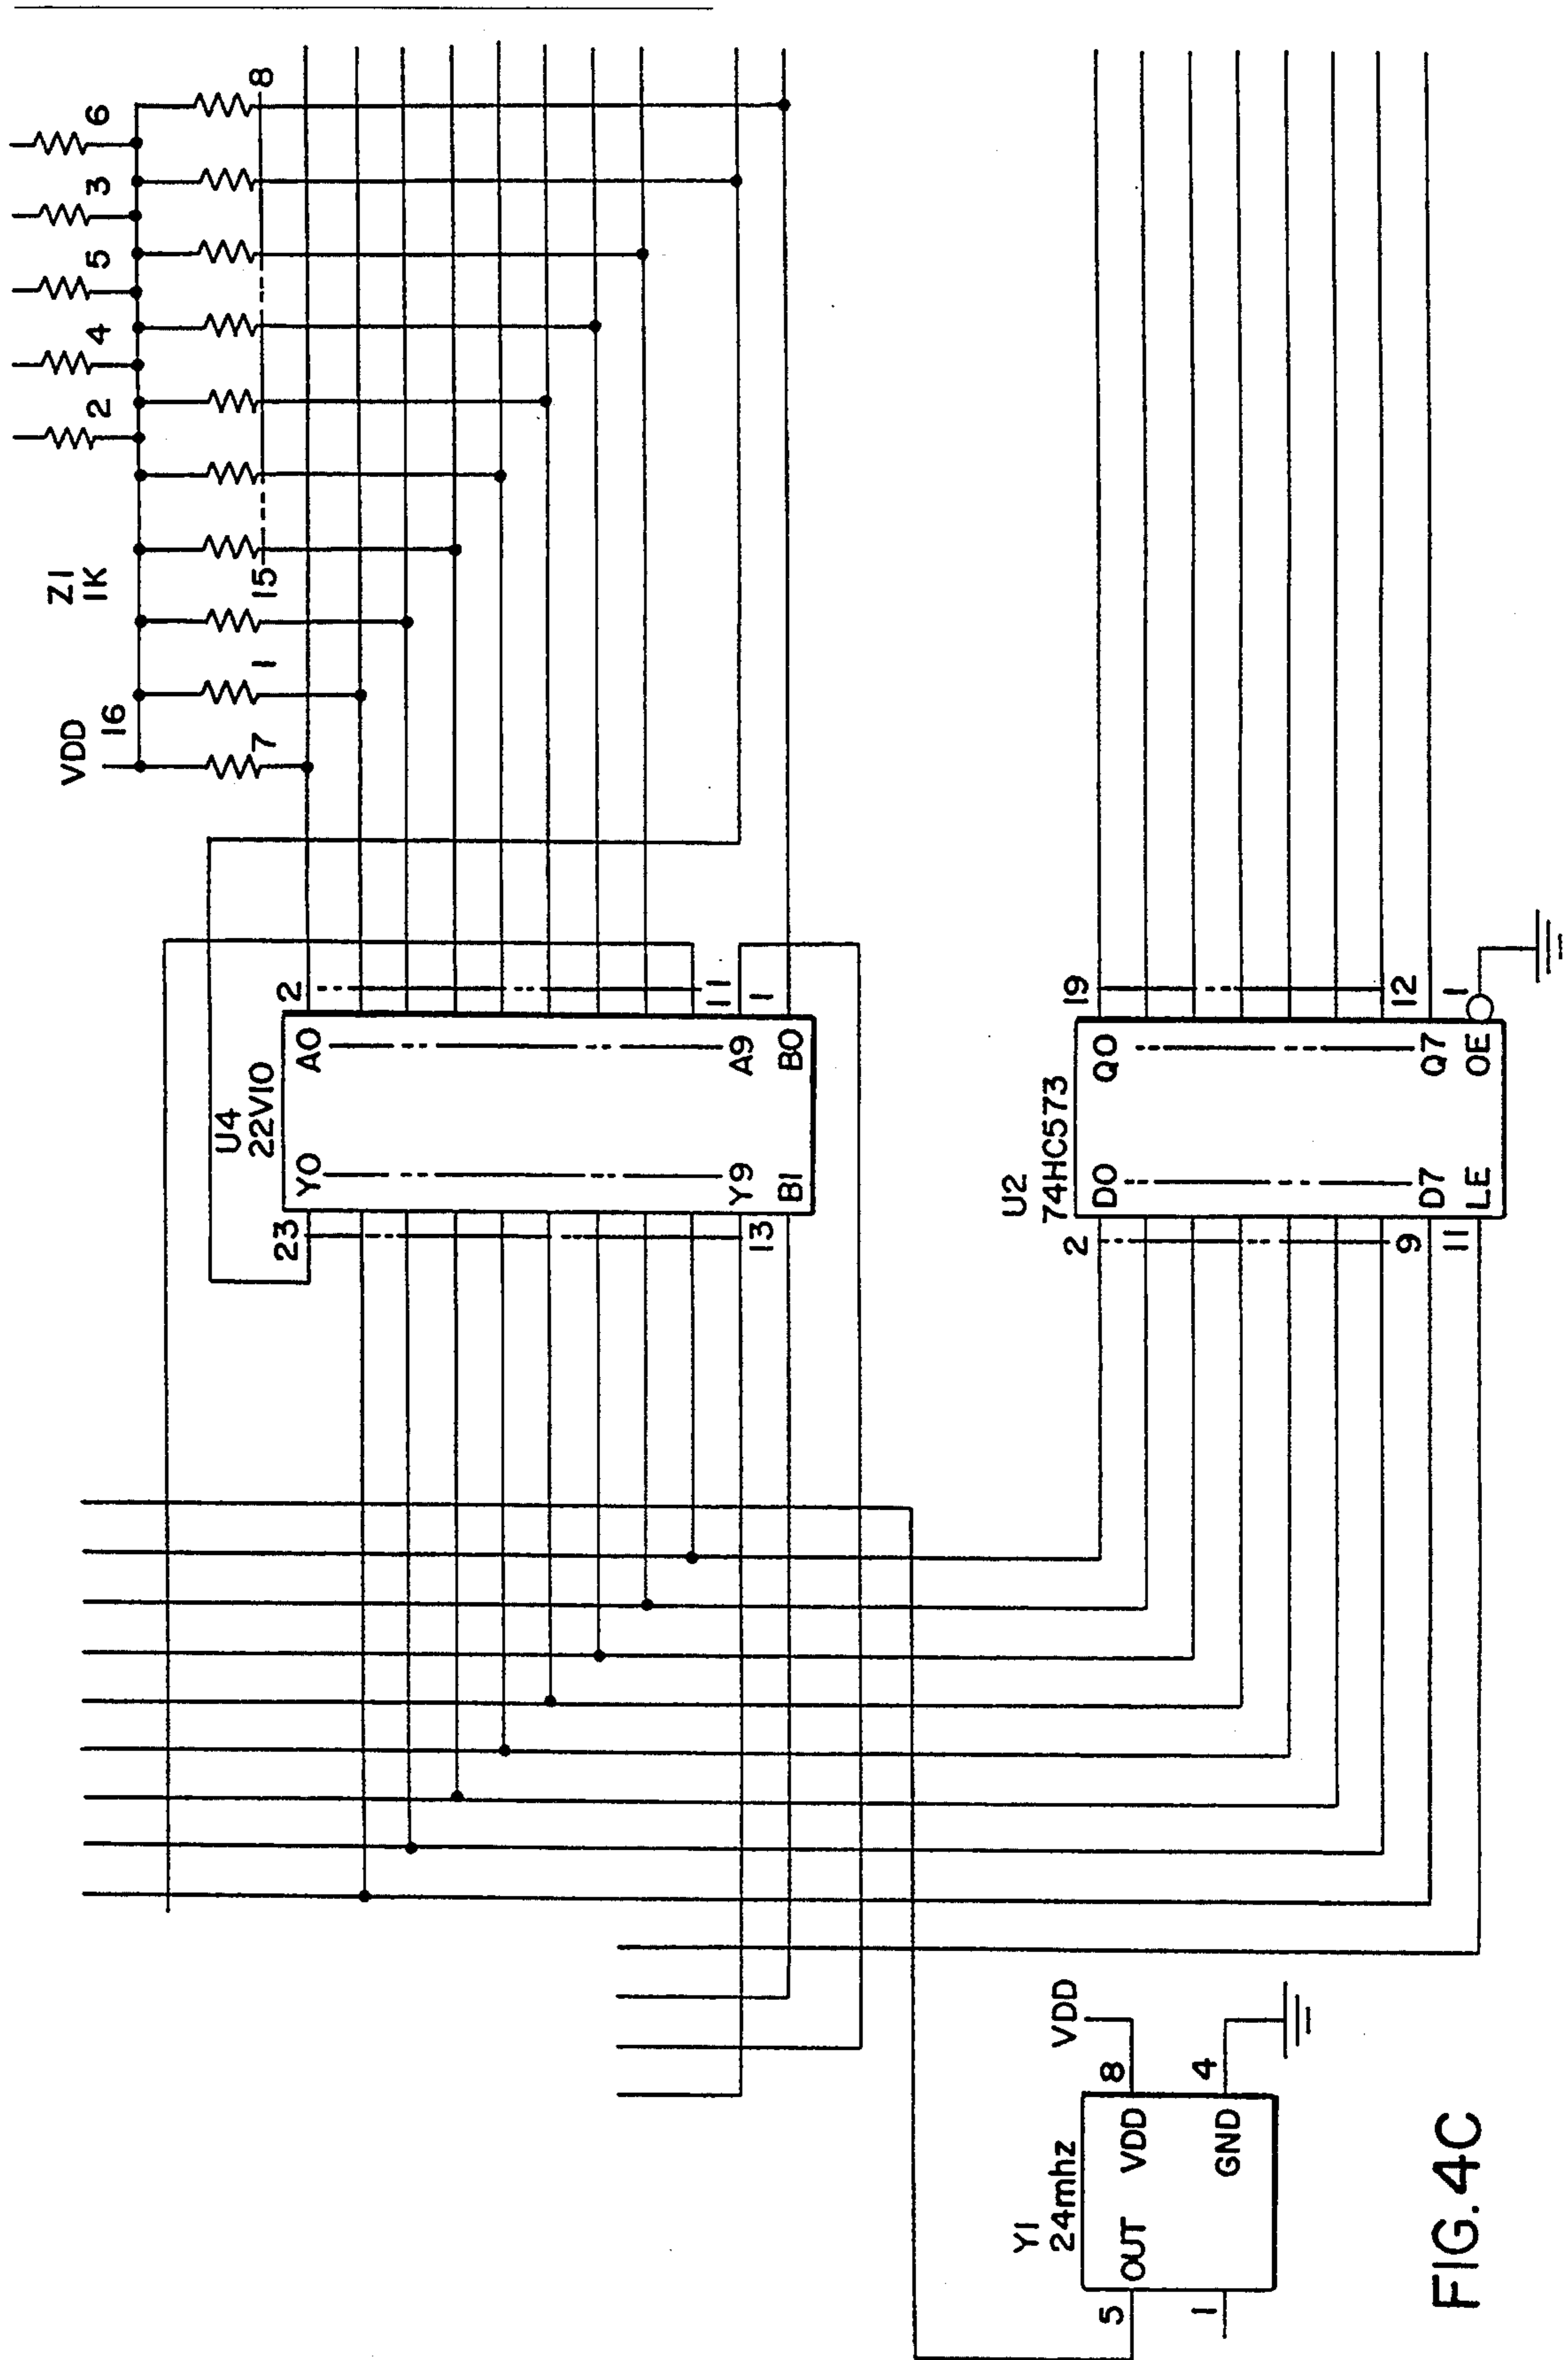 VDD
16
Z1
1K
2
4
5
3
6
7
1
15
8
U4
22V10
23
Y0
A0
2
Y9
A9
11
13
B1
B0
1
U2
74HC573
2
D0
Q0
19
9
D7
Q7
12
11
LE
OE
1
Y1
24mhz
VDD
5
OUT
VDD
8
1
GND
4
FIG. 4C